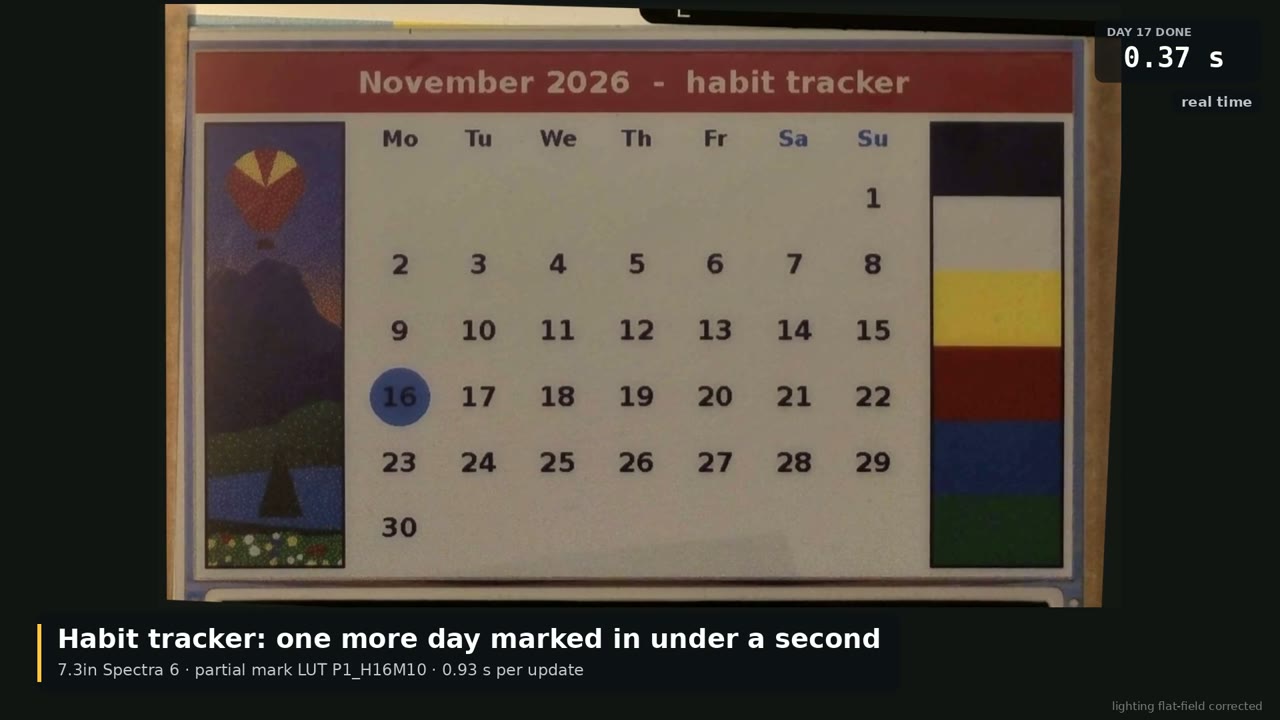 DAY 17 DONE
0.37 s
real time
November 2026 - habit tracker
Mo Tu We Th Fr Sa Su
1
2 3 4 5 6 7 8
9 10 11 12 13 14 15
16 17 18 19 20 21 22
23 24 25 26 27 28 29
30
Habit tracker: one more day marked in under a second
7.3in Spectra 6 · partial mark LUT P1_H16M10 · 0.93 s per update
lighting flat-field corrected